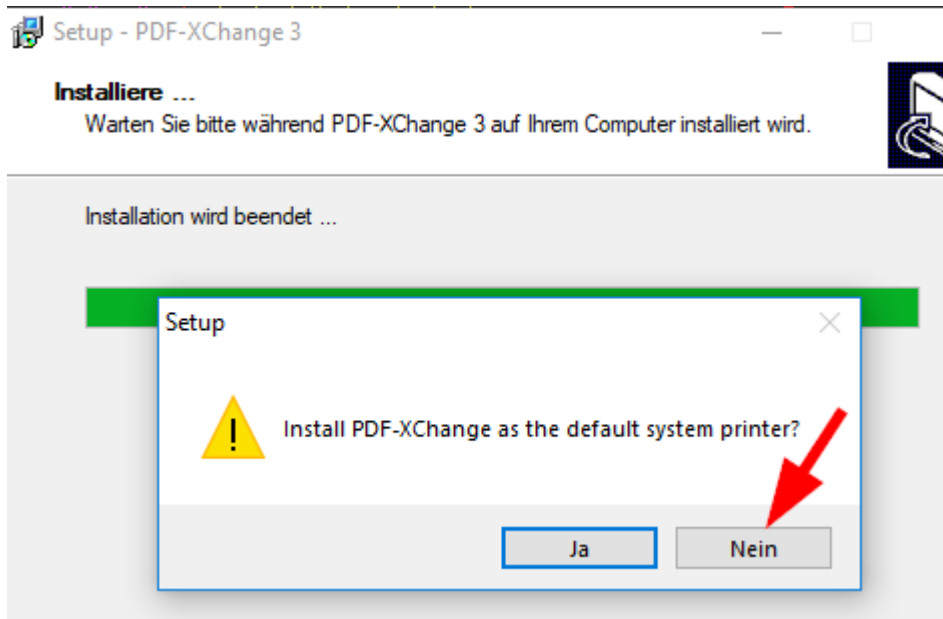 Setup - PDF-XChange 3
Installiere ...
Warten Sie bitte während PDF-XChange 3 auf Ihrem Computer installiert wird.
Installation wird beendet ...
Setup
Install PDF-XChange as the default system printer?
Ja
Nein